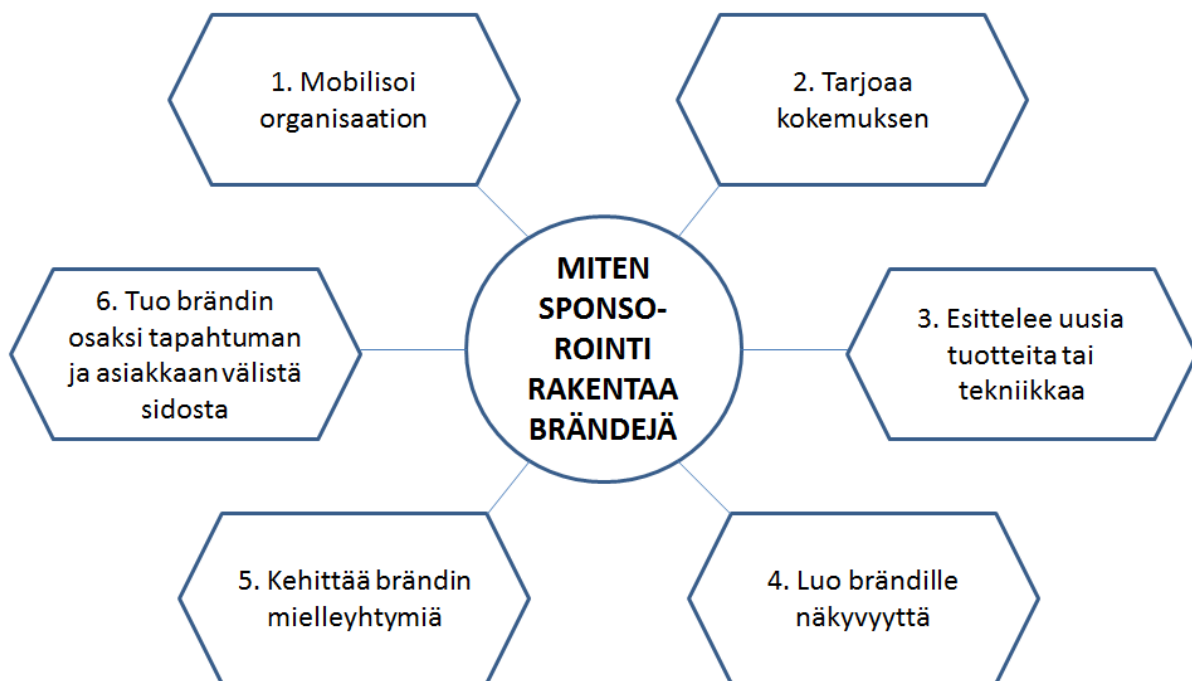 1. Mobilisoi
organisaation
2. Tarjoaa
kokemuksen
MITEN
SPONSO-
ROINTI
RAKENTAA
BRÄNDEJÄ
6. Tuo brändin
osaksi tapahtuman
ja asiakkaan välistä
sidosta
3. Esittelee uusia
tuotteita tai
tekniikkaa
5. Kehittää brändin
mielleyhtymiä
4. Luo brändille
näkyvyyttä